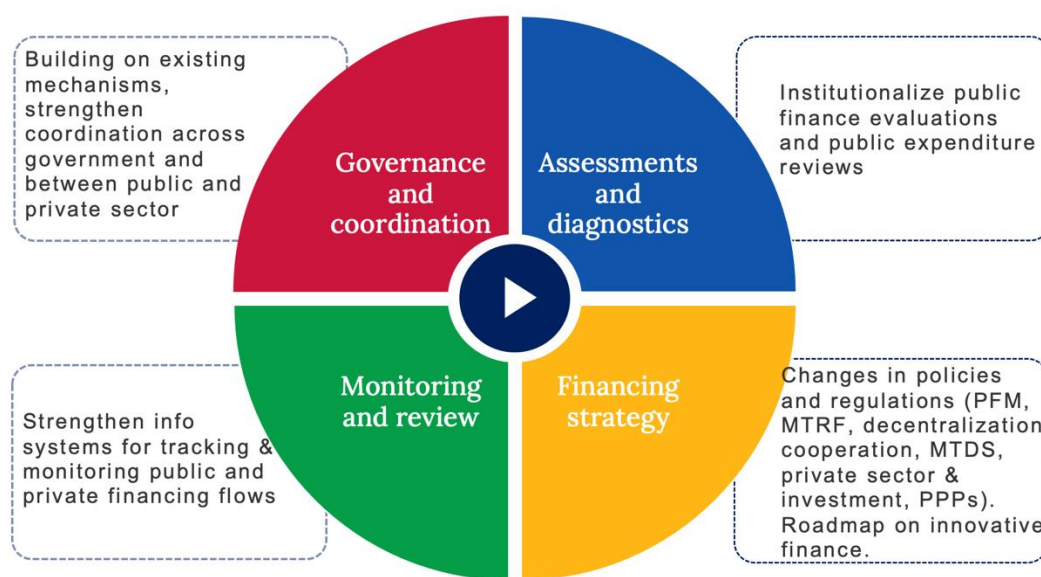 Building on existing
mechanisms,
strengthen
coordination across
government and
between public and
private sector
Governance
and
coordination
Assessments
and
diagnostics
Institutionalize public
finance evaluations
and public expenditure
reviews
Strengthen info
systems for tracking &
monitoring public and
private financing flows
Monitoring
and review
Financing
strategy
Changes in policies
and regulations (PFM,
MTRF, decentralization
cooperation, MTDS,
private sector &
investment, PPPs).
Roadmap on innovative
finance.